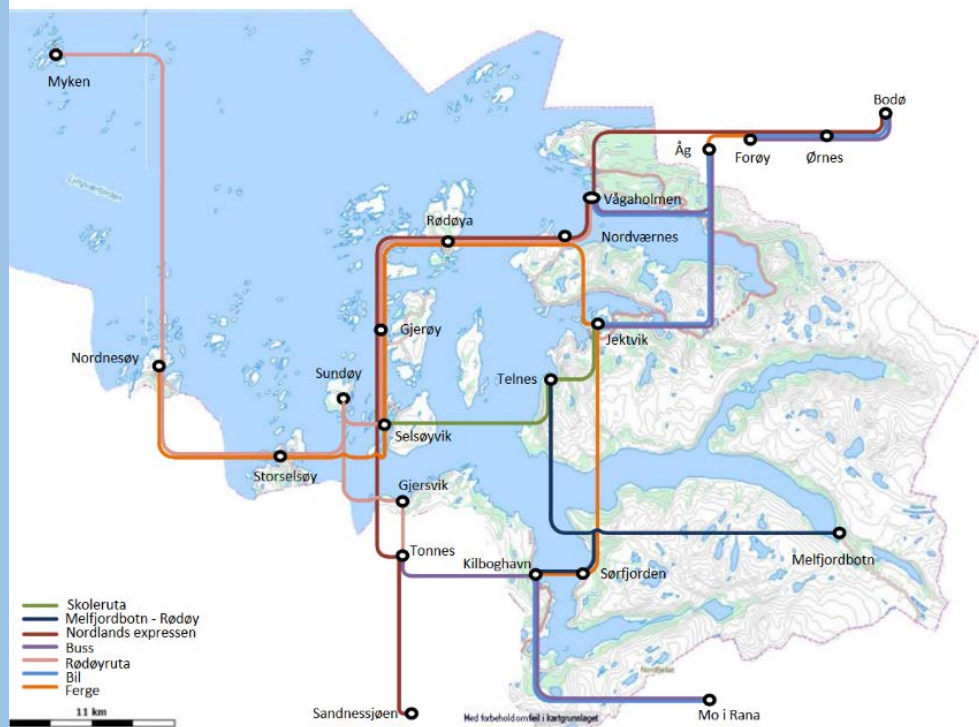 Myken
Bodø
Åg
Forøy
Ørnes
Vågaholmen
Rødøya
Nordværnes
Gjerøy
Jektvik
Nordnesøy
Sundøy
Telnes
Selsøyvik
Storselsøy
Gjersvik
Tonnes
Kilboghavn
Sørfjorden
Melfjordbotn
Skoleruta
Melfjordbotn - Rødøy
Nordlands expressen
Buss
Rødøyruta
Bil
Ferge
11 km
Sandnessjøen
Med forbehold om feil i kartgrunnlaget
Mo i Rana